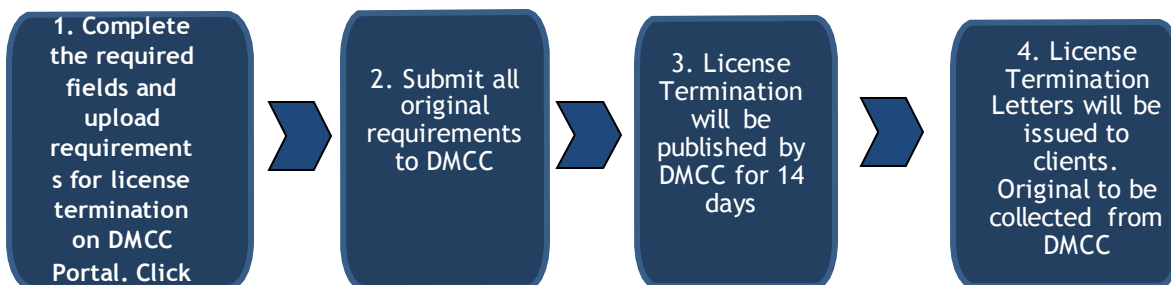 1. Complete
the required
fields and
upload
requirement
s for license
termination
on DMCC
Portal. Click
2. Submit all
original
requirements
to DMCC
3. License
Termination
will be
published by
DMCC for 14
days
4. License
Termination
Letters will be
issued to
clients.
Original to be
collected from
DMCC